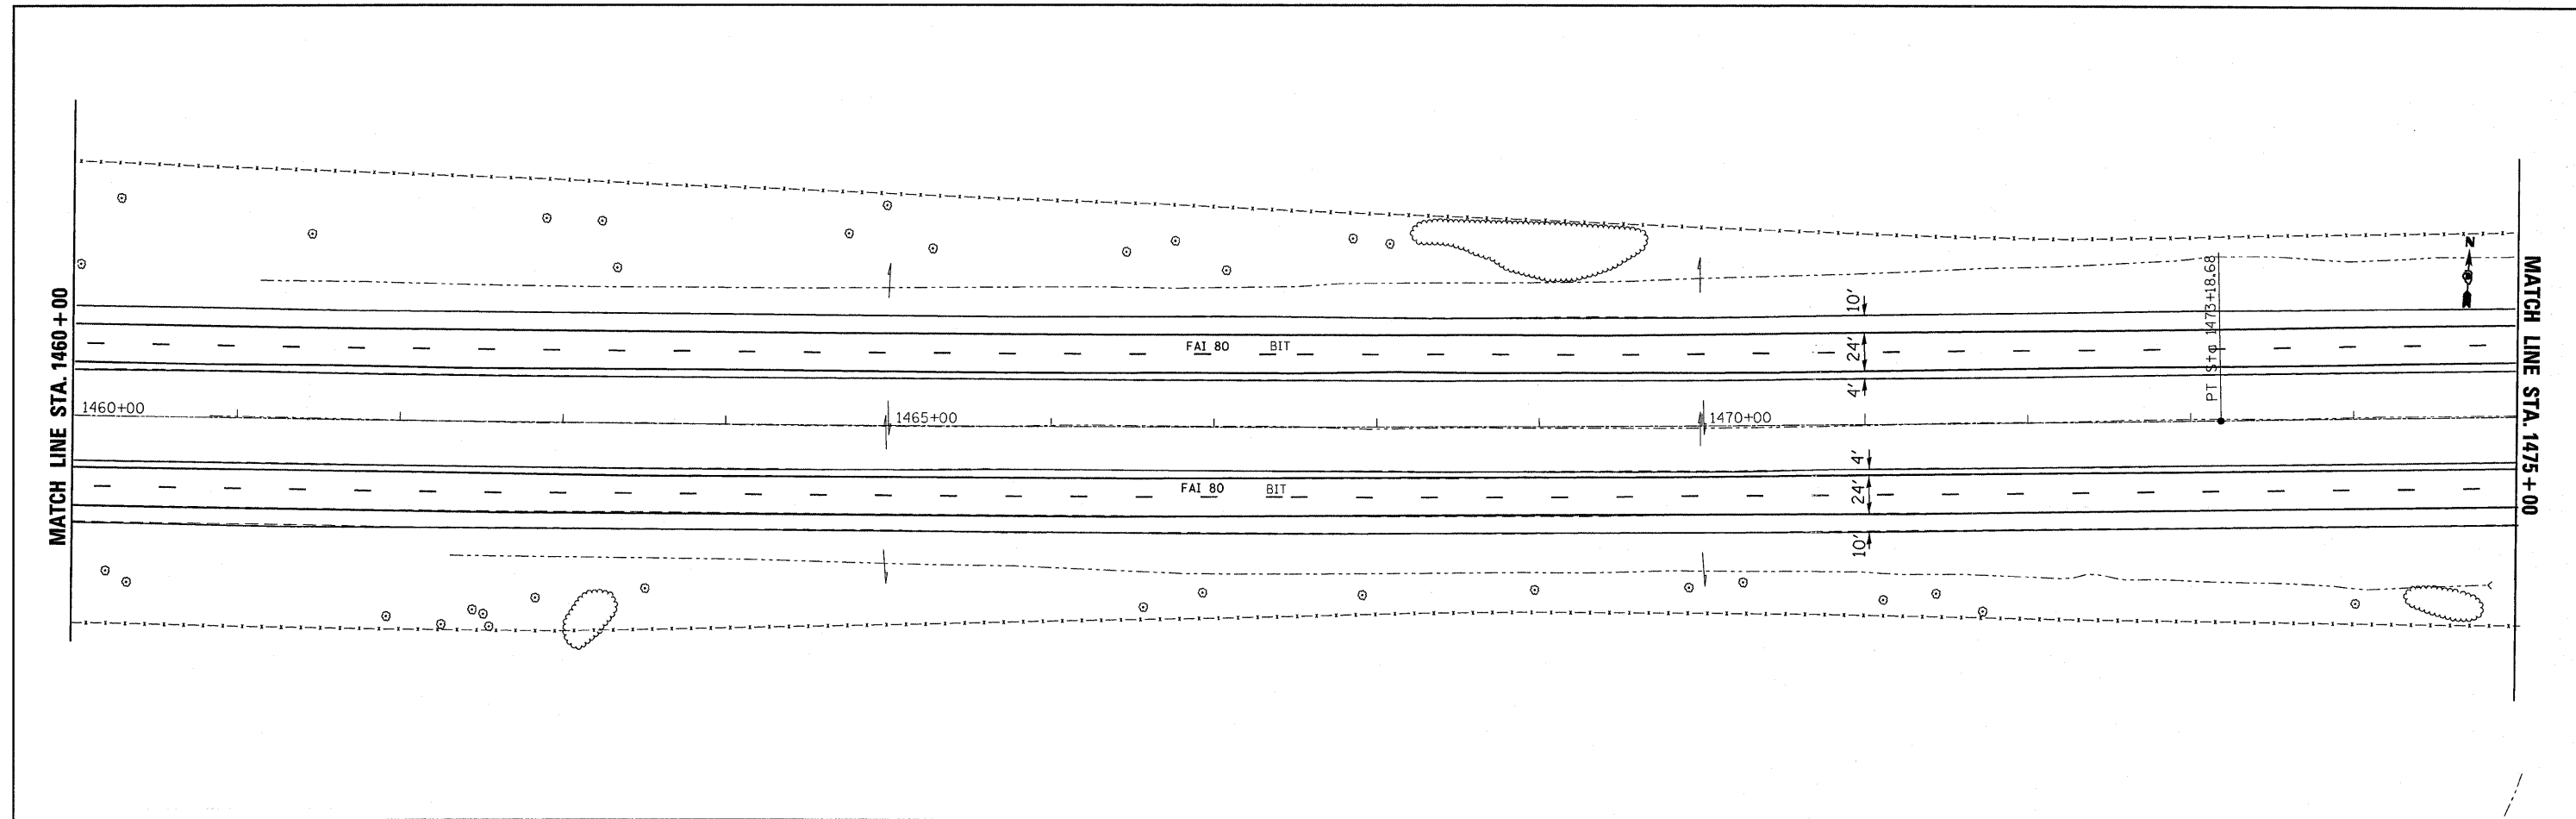 MATCH LINE STA. 1460+00
N
10'
FAI 80 BIT
24'
4'
PT Sta 1473+18.68
1460+00
1465+00
1470+00
4'
FAI 80 BIT
24'
10'
MATCH LINE STA. 1475+00